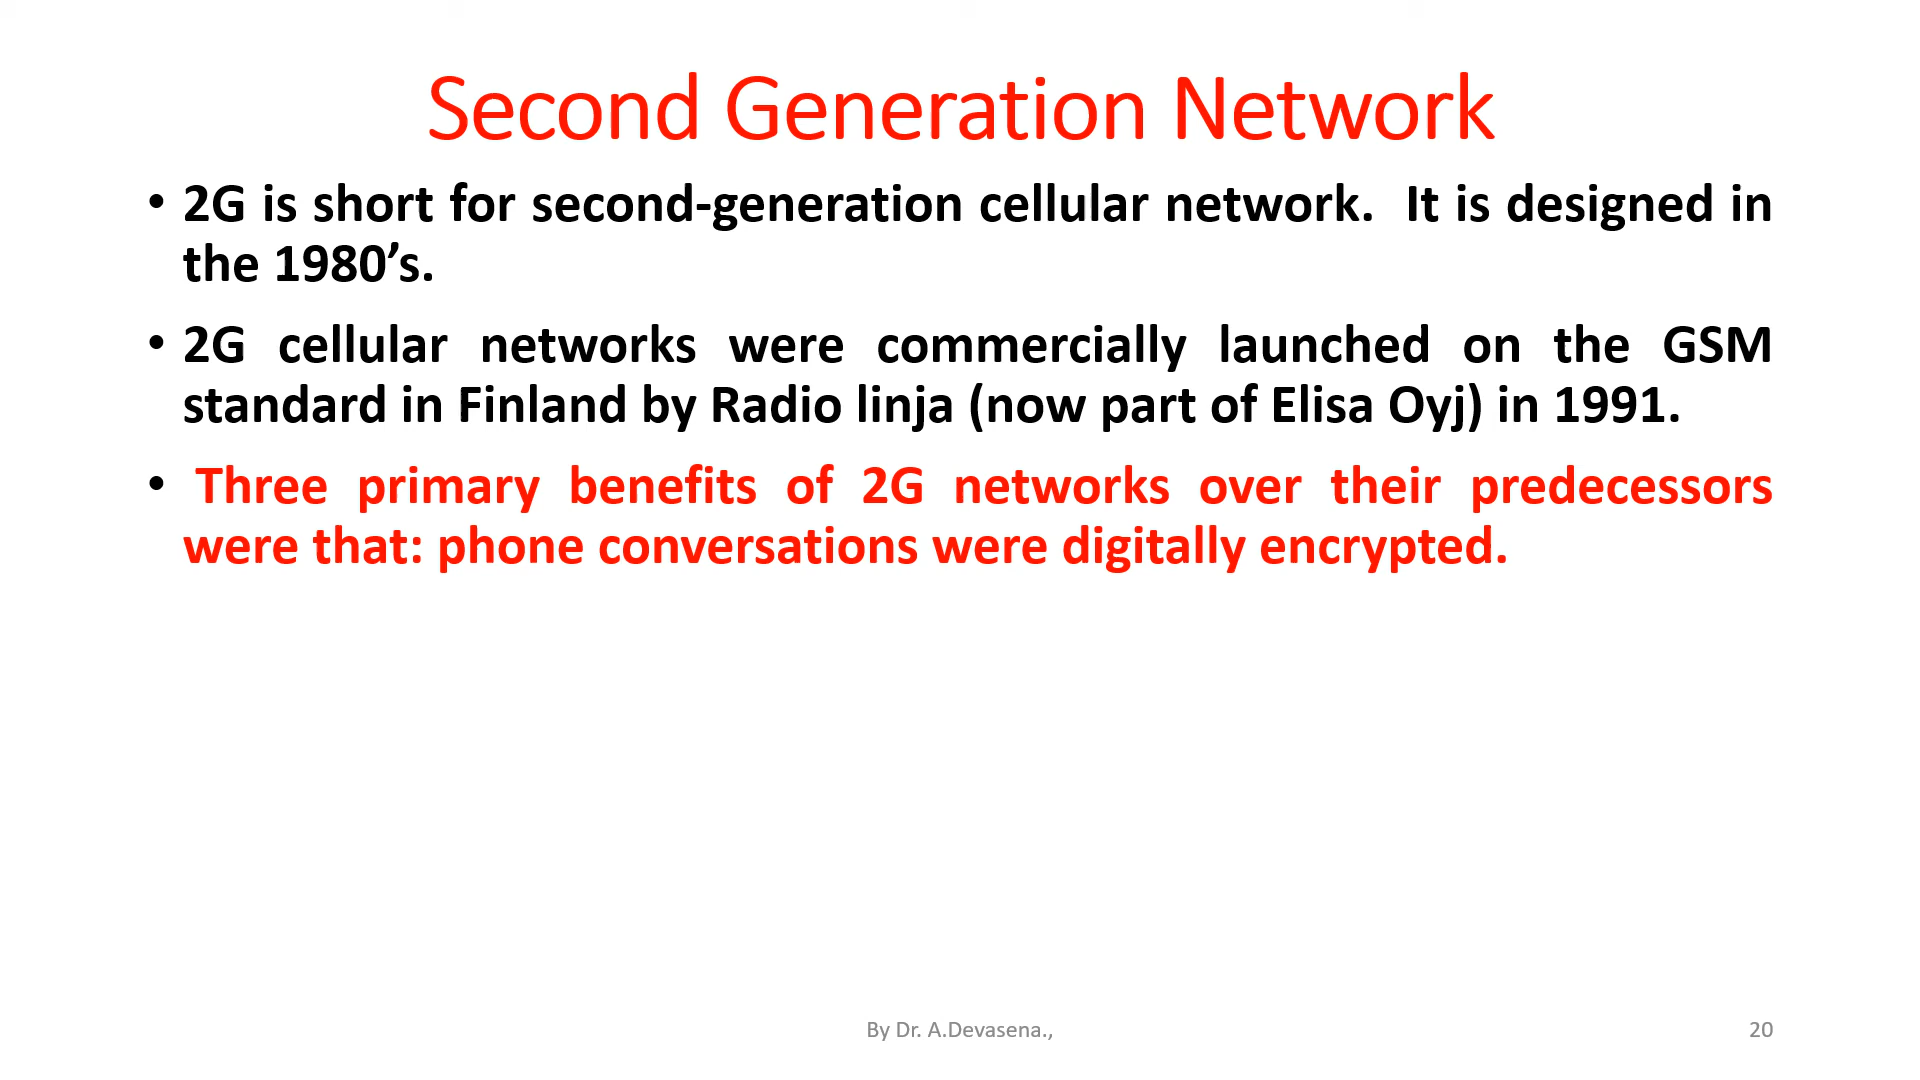 Second Generation Network
• 2G is short for second-generation cellular network.  It is designed in
the 1980’s.
• 2G cellular networks were commercially launched on the GSM
standard in Finland by Radio linja (now part of Elisa Oyj) in 1991.
• Three primary benefits of 2G networks over their predecessors
were that: phone conversations were digitally encrypted.
By Dr. A.Devasena.,
20